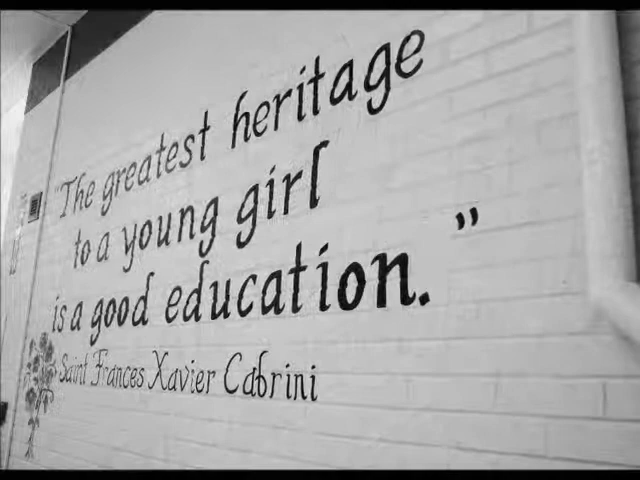 "The greatest heritage
to a young girl
is a good education."
Saint Frances Xavier Cabrini